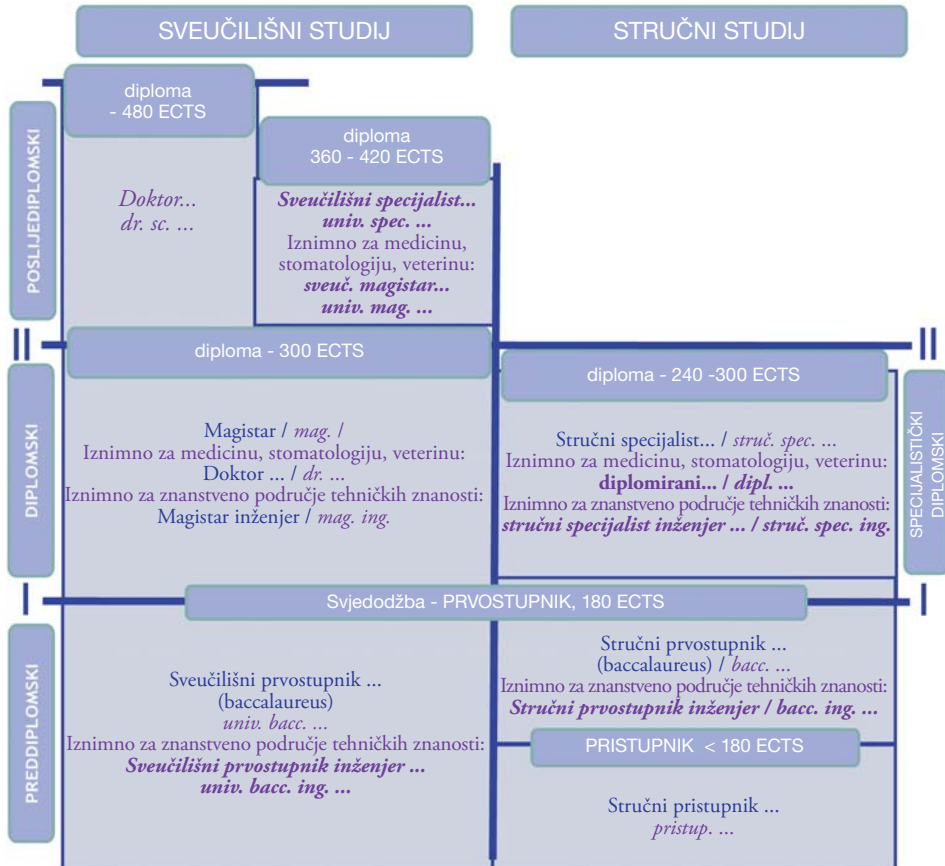 SVEUČILIŠNI STUDIJ
STRUČNI STUDIJ
POSLIJEDIPLOMSKI
diploma
- 480 ECTS
Doktor...
dr. sc. ...
diploma
360 - 420 ECTS
Sveučilišni specijalist...
univ. spec. ...
Iznimno za medicinu,
stomatologiju, veterinu:
sveuč. magistar...
univ. mag. ...
II
II
DIPLOMSKI
diploma - 300 ECTS
Magistar / mag. /
Iznimno za medicinu, stomatologiju, veterinu:
Doktor ... / dr. ...
Iznimno za znanstveno područje tehničkih znanosti:
Magistar inženjer / mag. ing.
diploma - 240 -300 ECTS
Stručni specijalist... / struč. spec. ...
Iznimno za medicinu, stomatologiju, veterinu:
diplomirani... / dipl. ...
Iznimno za znanstveno područje tehničkih znanosti:
stručni specijalist inženjer ... / struč. spec. ing.
SPECIJALISTIČKI
DIPLOMSKI
I
Svjedodžba - PRVOSTUPNIK, 180 ECTS
I
PREDDIPLOMSKI
Sveučilišni prvostupnik ...
(baccalaureus)
univ. bacc. ...
Iznimno za znanstveno područje tehničkih znanosti:
Sveučilišni prvostupnik inženjer ...
univ. bacc. ing. ...
Stručni prvostupnik ...
(baccalaureus) / bacc. ...
Iznimno za znanstveno područje tehničkih znanosti:
Stručni prvostupnik inženjer / bacc. ing. ...
PRISTUPNIK < 180 ECTS
Stručni pristupnik ...
pristup. ...